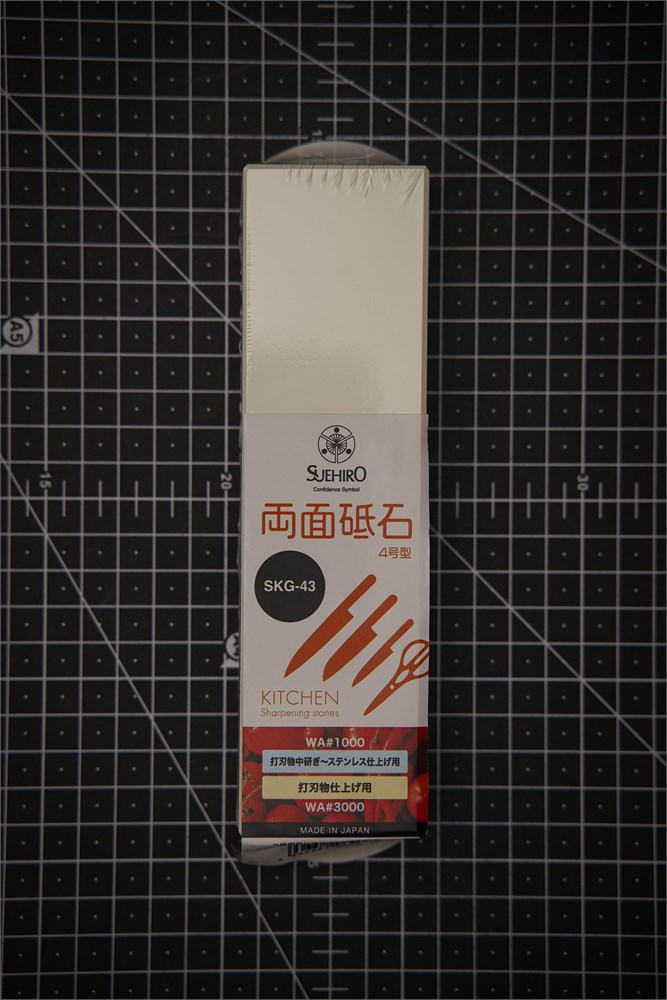 15
A5
SUEHIRO
Confidence Symbol
15
20
30
両面砥石
4号型
SKG-43
KITCHEN
Sharpening stones
WA#1000
打刃物中研ぎ〜ステンレス仕上げ用
打刃物仕上げ用
WA#3000
MADE IN JAPAN